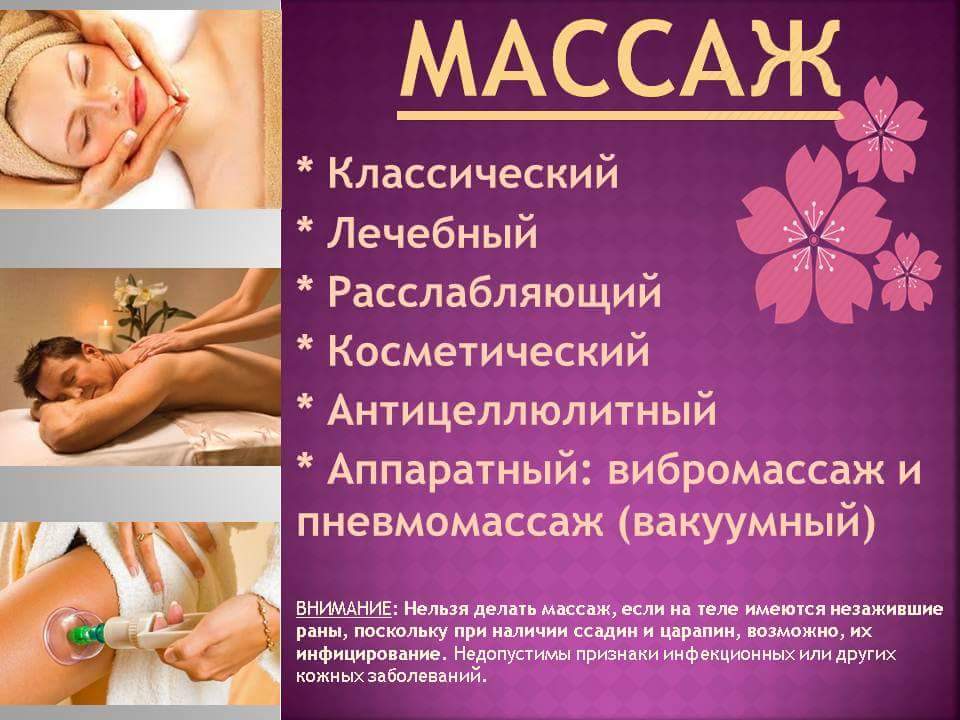 МАССАЖ
* Классический
* Лечебный
* Расслабляющий
* Косметический
* Антицеллюлитный
* Аппаратный: вибромассаж и
пневмомассаж (вакуумный)
ВНИМАНИЕ: Нельзя делать массаж, если на теле имеются незажившие
раны, поскольку при наличии ссадин и царапин, возможно, их
инфицирование. Недопустимы признаки инфекционных или других
кожных заболеваний.